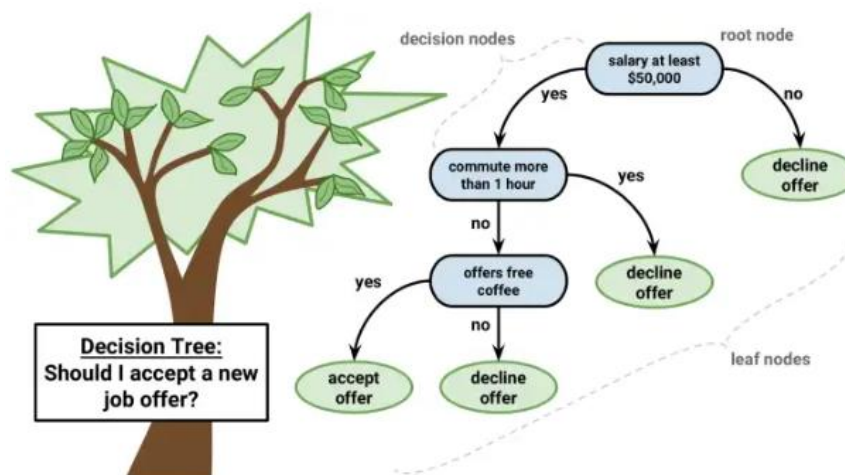 decision nodes
root node
salary at least
$50,000
yes
no
commute more
than 1 hour
yes
decline
offer
no
offers free
coffee
decline
offer
yes
no
Decision Tree:
Should I accept a new
job offer?
accept
offer
decline
offer
leaf nodes